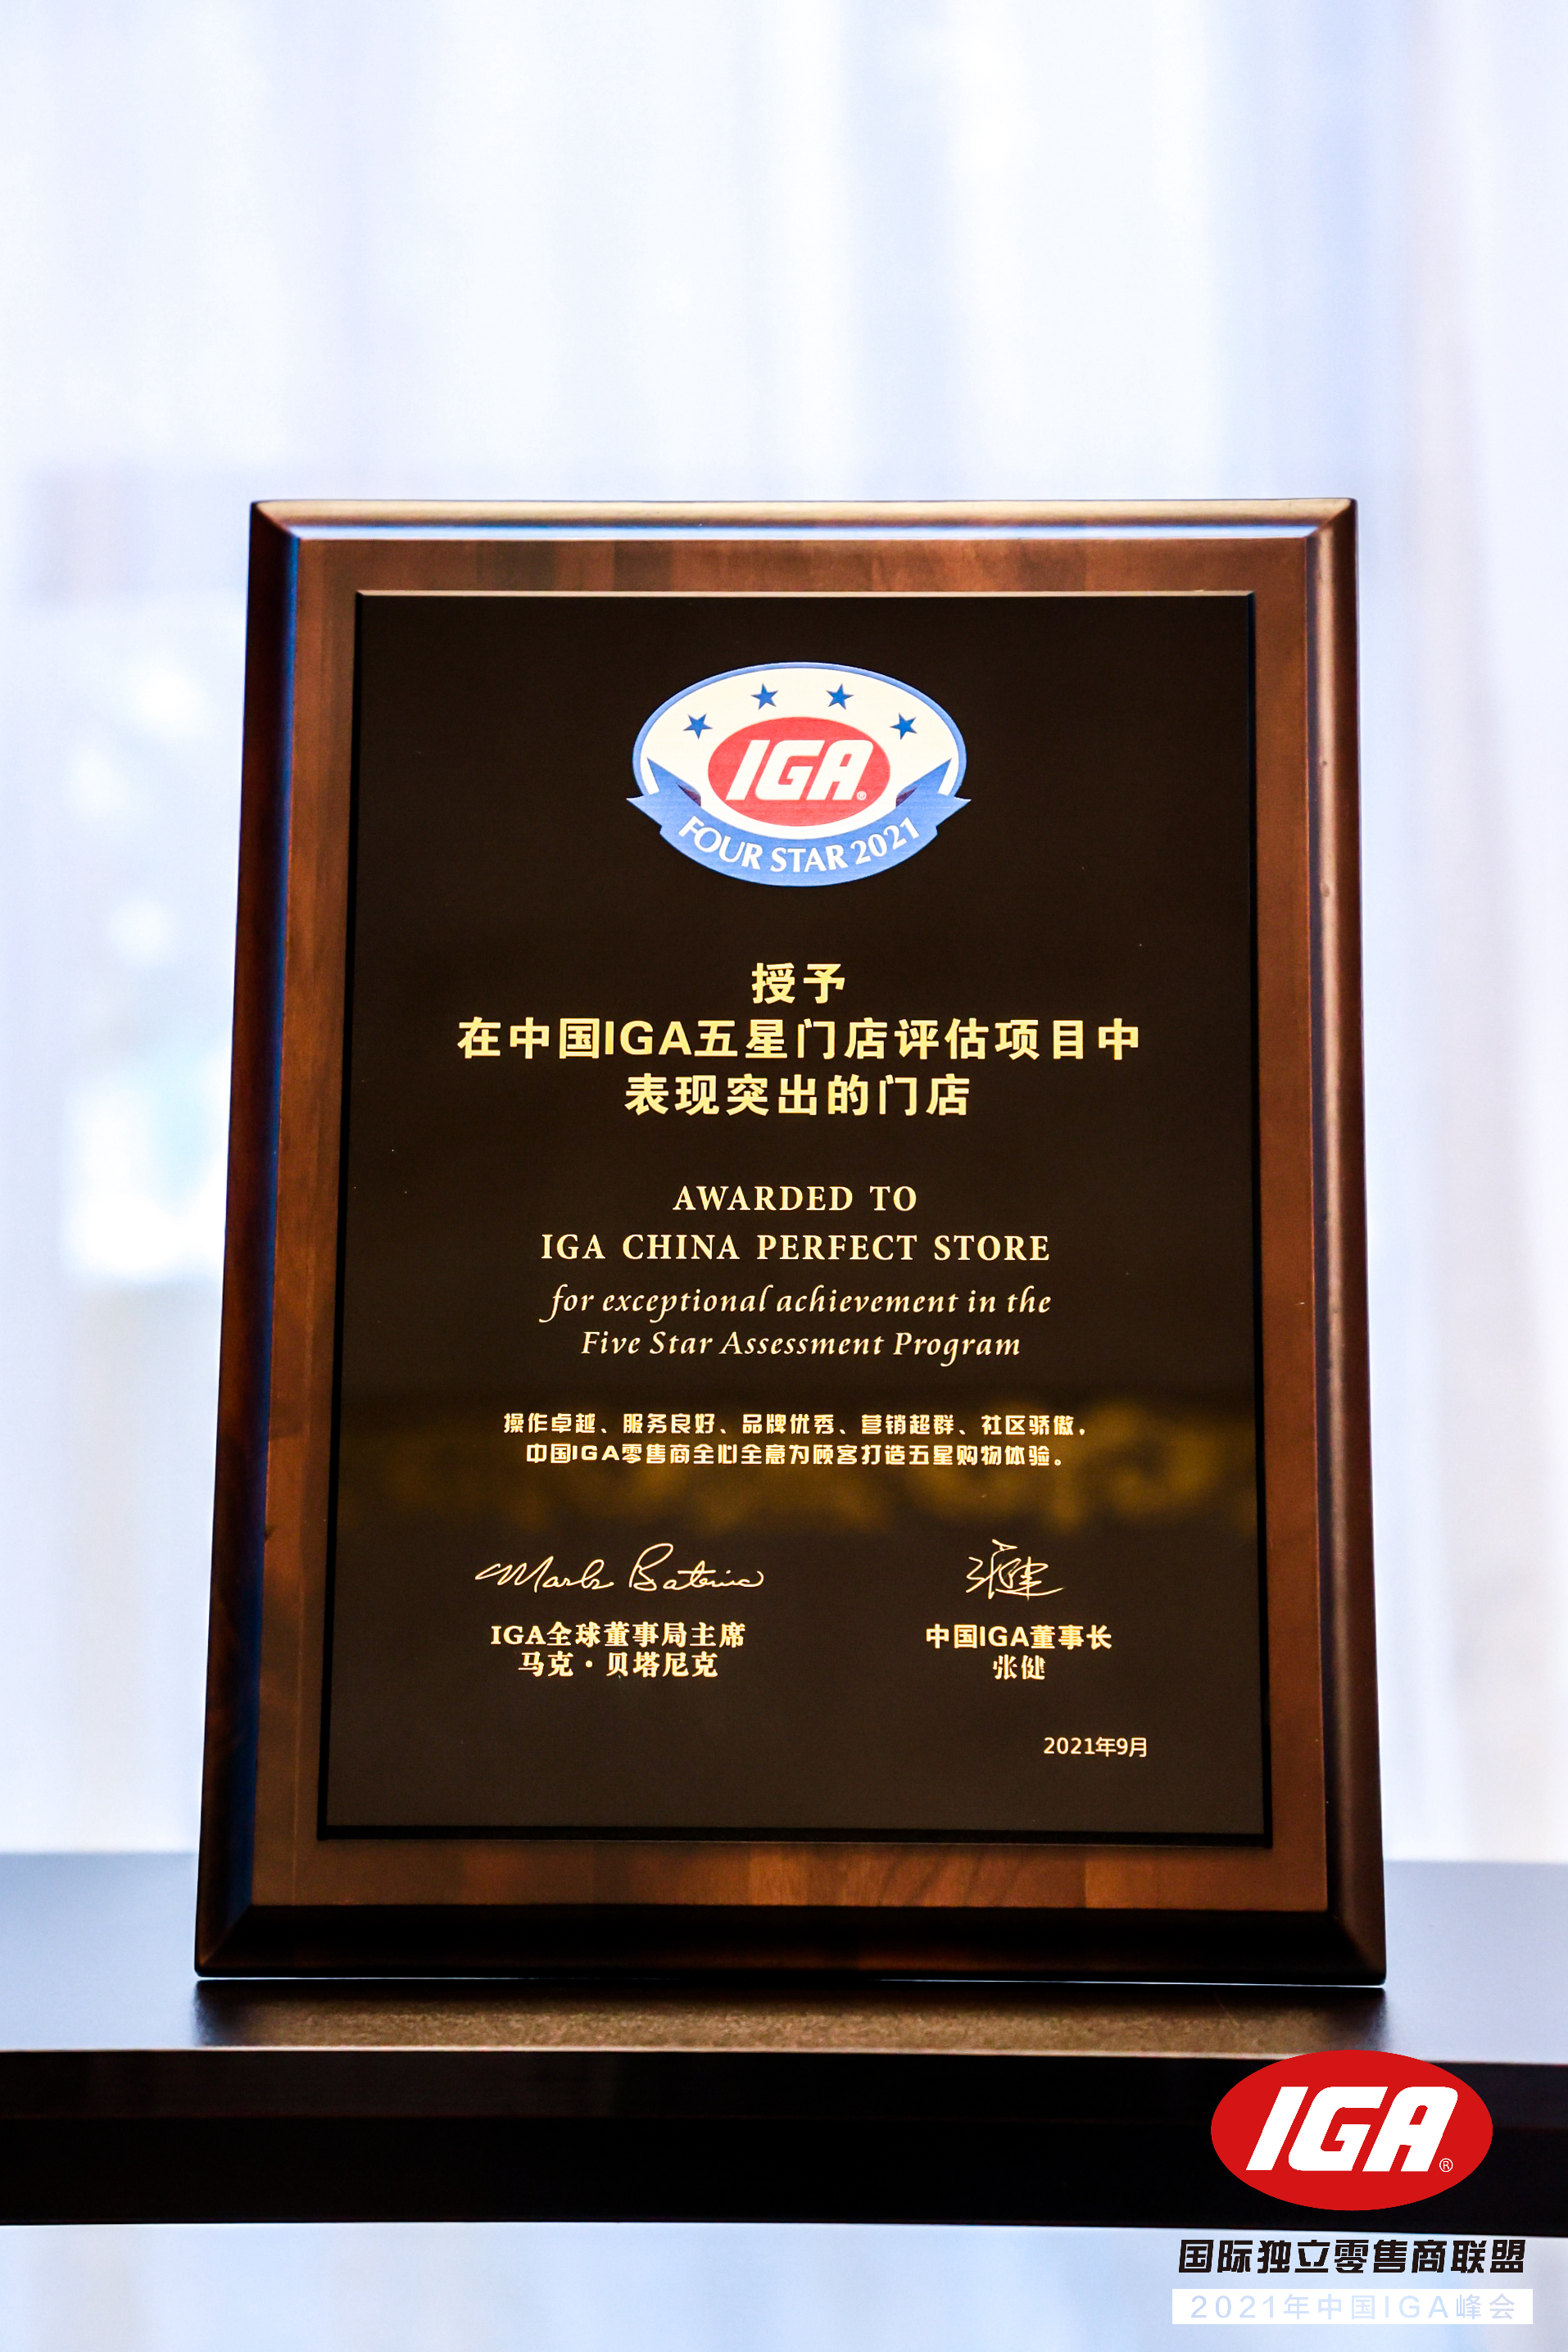 IGA®
FOUR STAR 2021
授予
在中国IGA五星门店评估项目中
表现突出的门店
AWARDED TO
IGA CHINA PERFECT STORE
for exceptional achievement in the
Five Star Assessment Program
操作卓越、服务良好、品牌优秀、营销超群、社区骄傲，
中国IGA零售商全心全意为顾客打造五星购物体验。
Mark Batenic 张健
IGA全球董事局主席
马克·贝塔尼克
中国IGA董事长
张健
2021年9月
IGA®
国际独立零售商联盟
2021年中国IGA峰会